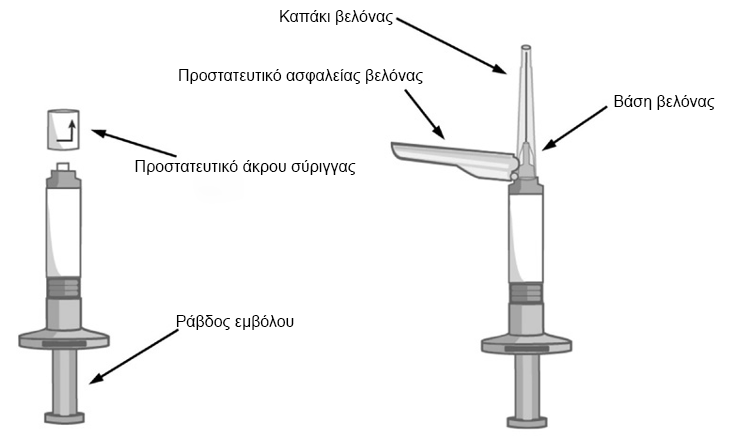 Καπάκι βελόνας
Προστατευτικό ασφαλείας βελόνας
Βάση βελόνας
Προστατευτικό άκρου σύριγγας
Ράβδος εμβόλου